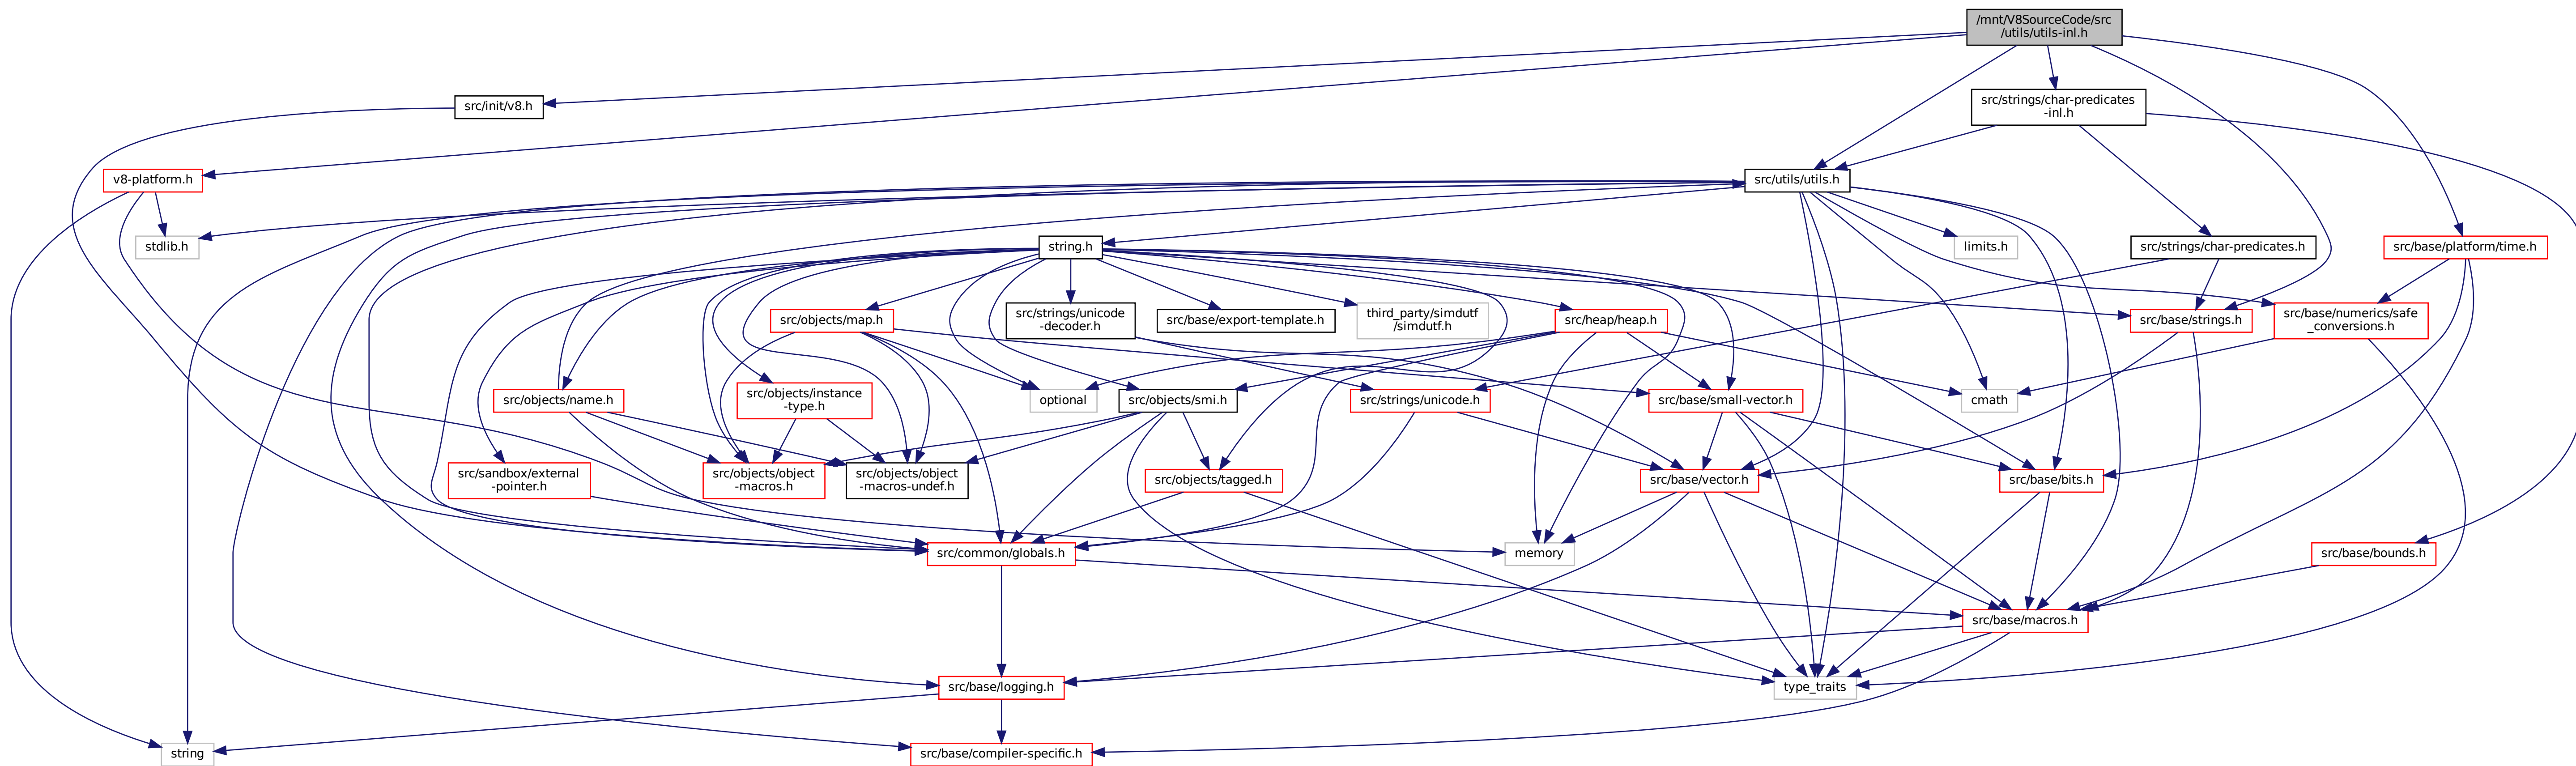 /mnt/V8SourceCode/src
/utils/utils-inl.h
src/init/v8.h
src/strings/char-predicates
-inl.h
v8-platform.h
src/utils/utils.h
stdlib.h
string.h
limits.h
src/strings/char-predicates.h
src/base/platform/time.h
src/objects/map.h
src/strings/unicode
-decoder.h
src/base/export-template.h
third_party/simdutf
/simdutf.h
src/heap/heap.h
src/base/strings.h
src/base/numerics/safe
_conversions.h
src/objects/name.h
src/objects/instance
-type.h
optional
src/objects/smi.h
src/strings/unicode.h
src/base/small-vector.h
cmath
src/sandbox/external
-pointer.h
src/objects/object
-macros.h
src/objects/object
-macros-undef.h
src/objects/tagged.h
src/base/vector.h
src/base/bits.h
src/common/globals.h
memory
src/base/bounds.h
src/base/macros.h
src/base/logging.h
type_traits
string
src/base/compiler-specific.h